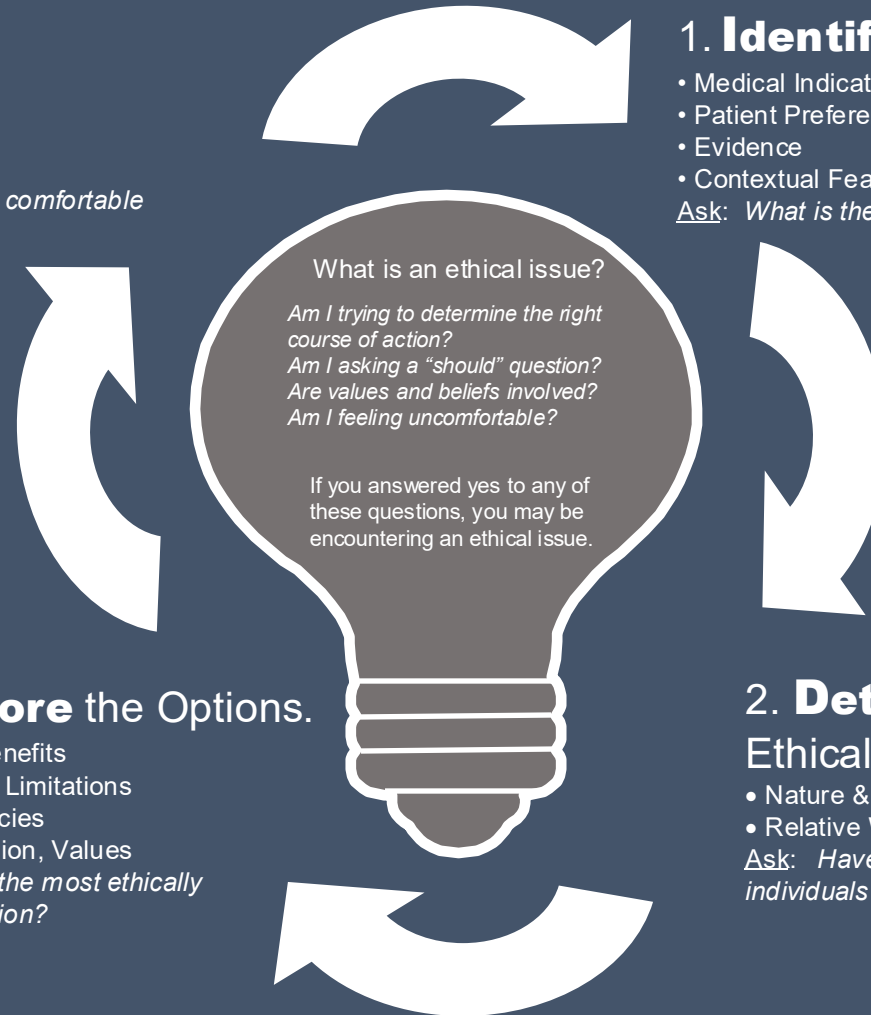 1. Identif
• Medical Indicat
• Patient Prefere
• Evidence
• Contextual Fea
Ask: What is the
comfortable
What is an ethical issue?
Am I trying to determine the right
course of action?
Am I asking a “should” question?
Are values and beliefs involved?
Am I feeling uncomfortable?
If you answered yes to any of
these questions, you may be
encountering an ethical issue.
2. Det
Ethical
• Nature &
• Relative
Ask: Have
individuals
ore the Options.
enefits
Limitations
cies
ion, Values
the most ethically
ion?